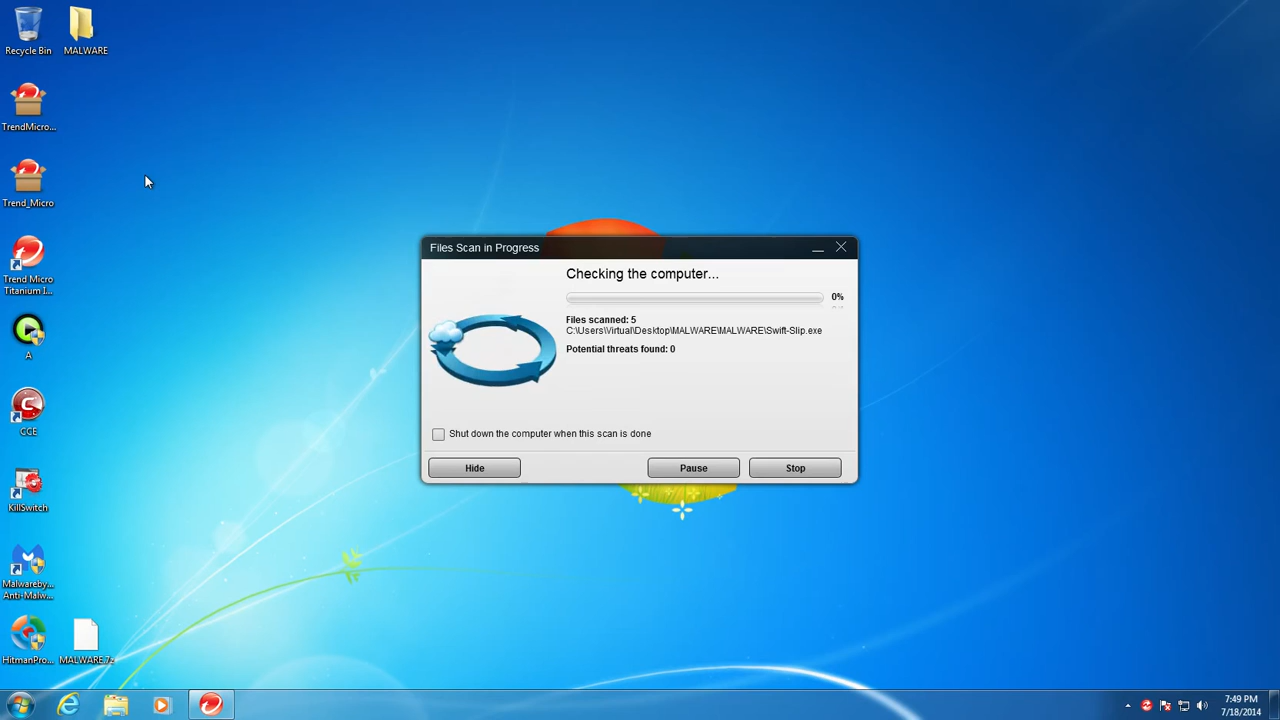 Recycle Bin
MALWARE
TrendMicro...
Trend_Micro
Trend Micro
Titanium I...
A
CCE
KillSwitch
Malwareby...
Anti-Malw...
HitmanPro...
MALWARE.7z
Files Scan in Progress
Checking the computer...
0%
Files scanned: 5
C:\Users\Virtual\Desktop\MALWARE\MALWARE\Swift-Slip.exe
Potential threats found: 0
Shut down the computer when this scan is done
Hide
Pause
Stop
7:49 PM
7/18/2014